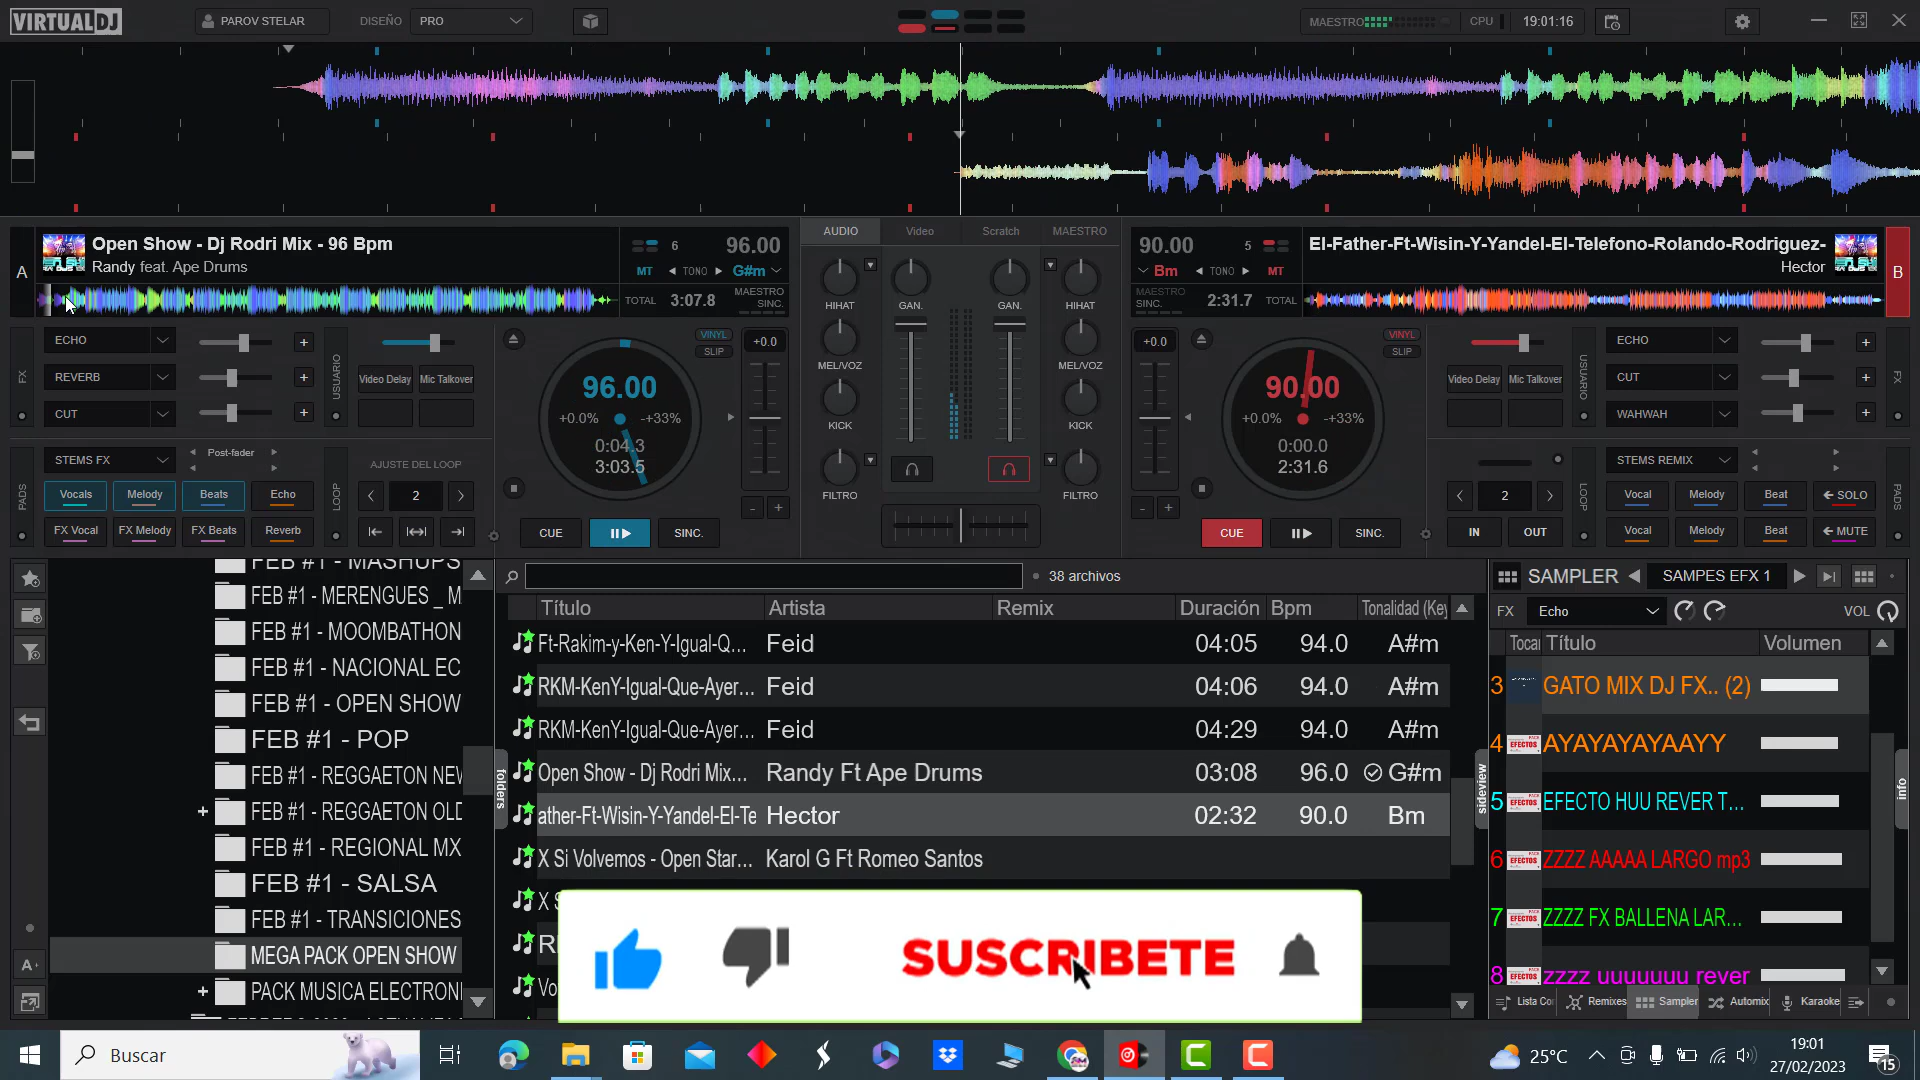 VIRTUALDJ
PAROV STELAR
DISEÑO
PRO
MAESTRO
CPU
19:01:16
A
Open Show - Dj Rodri Mix - 96 Bpm
Randy feat. Ape Drums
6
96.00
MT
TONO
G#m
TOTAL
3:07.8
MAESTRO
SINC.
AUDIO
Video
Scratch
MAESTRO
90.00
5
Bm
TONO
MT
MAESTRO
SINC.
2:31.7
TOTAL
El-Father-Ft-Wisin-Y-Yandel-El-Telefono-Rolando-Rodriguez-
Hector
B
HIHAT
GAN.
GAN.
HIHAT
MEL/VOZ
MEL/VOZ
KICK
KICK
FILTRO
FILTRO
FX
ECHO
REVERB
CUT
USUARIO
Video Delay
Mic Talkover
VINYL
SLIP
+0.0
96.00
+0.0%
+33%
0:04.3
3:03.5
PADS
STEMS FX
Post-fader
Vocals
Melody
Beats
Echo
FX Vocal
FX Melody
FX Beats
Reverb
LOOP
AJUSTE DEL LOOP
2
CUE
SINC.
+0.0
VINYL
SLIP
90.00
+0.0%
+33%
0:00.0
2:31.6
CUE
SINC.
Video Delay
Mic Talkover
USUARIO
ECHO
CUT
WAHWAH
FX
2
IN
OUT
LOOP
STEMS REMIX
Vocal
Melody
Beat
SOLO
Vocal
Melody
Beat
MUTE
PADS
FEB #1 - MASHUPS
FEB #1 - MERENGUES _ M
FEB #1 - MOOMBATHON
FEB #1 - NACIONAL EC
FEB #1 - OPEN SHOW
FEB #1 - POP
FEB #1 - REGGAETON NEW
FEB #1 - REGGAETON OLD
FEB #1 - REGIONAL MX
FEB #1 - SALSA
FEB #1 - TRANSICIONES
MEGA PACK OPEN SHOW
PACK MUSICA ELECTRONI
folders
38 archivos
Título
Artista
Remix
Duración
Bpm
Tonalidad (Key
Ft-Rakim-y-Ken-Y-Igual-Q...
Feid
04:05
94.0
A#m
RKM-KenY-Igual-Que-Ayer...
Feid
04:06
94.0
A#m
RKM-KenY-Igual-Que-Ayer...
Feid
04:29
94.0
A#m
Open Show - Dj Rodri Mix...
Randy Ft Ape Drums
03:08
96.0
G#m
ather-Ft-Wisin-Y-Yandel-El-Te
Hector
02:32
90.0
Bm
X Si Volvemos - Open Star...
Karol G Ft Romeo Santos
X S
R
Vo
SUSCRIBETE
sideview
SAMPLER
SAMPES EFX 1
FX
Echo
VOL
Tocar
Título
Volumen
3
GATO MIX DJ FX.. (2)
4
AYAYAYAYAAYY
5
EFECTO HUU REVER T...
6
ZZZZ AAAAA LARGO mp3
7
ZZZZ FX BALLENA LAR...
8
zzzz uuuuuuu rever
info
Lista Cor
Remixes
Sampler
Automix
Karaoke
Buscar
25°C
19:01
27/02/2023
15